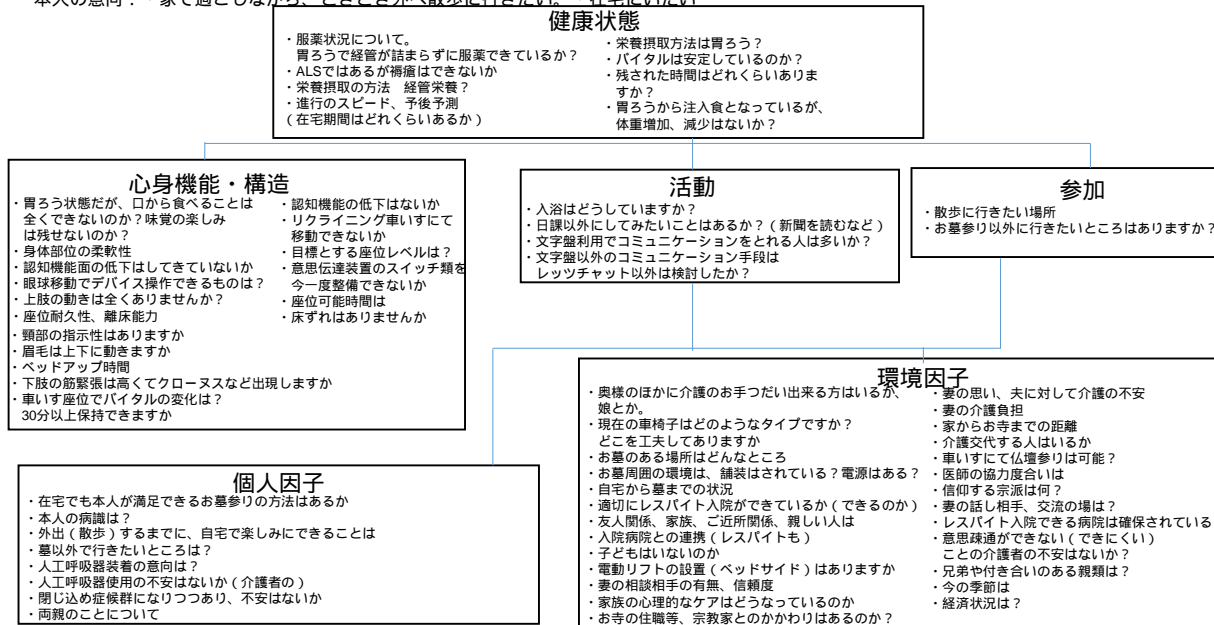 本人の意向：・家で過としながら、ときどき外へ散歩に行きたい。・在宅にいたい
健康状態
・服薬状況について。
胃ろうで経管が詰まらずに服薬できているか？
・ALSではあるが褥瘡はできないか
・栄養摂取の方法　経管栄養？
・進行のスピード、予後予測
（在宅期間はどれくらいあるか）
・栄養摂取方法は胃ろう？
・バイタルは安定しているのか？
・残された時間はどれくらいありま
すか？
・胃ろうから注入食となっているが、
体重増加、減少はないか？
心身機能・構造
・胃ろう状態だが、口から食べることは
全くできないのか？味覚の楽しみ
は残せないのか？
・身体部位の柔軟性
・認知機能面の低下はしてきていないか
・眼球移動でデバイス操作できるものは？
・上肢の動きは全くありませんか？
・座位耐久性、離床能力
・頸部の指示性はありますか
・眉毛は上下に動きますか
・ベッドアップ時間
・下肢の筋緊張は高くてクローヌスなど出現しますか
・車いす座位でバイタルの変化は？
30分以上保持できますか
・認知機能の低下はないか
・リクライニング車いすにて
移動できないか
・目標とする座位レベルは？
・意思伝達装置のスイッチ類を
今一度整備できないか
・座位可能時間は
・床ずれはありませんか
活動
・入浴はどうしていますか？
・日課以外にしてみたいことはあるか？（新聞を読むなど）
・文字盤利用でコミュニケーションをとれる人は多いか？
・文字盤以外のコミュニケーション手段は
レッツチャット以外は検討したか？
参加
・散歩に行きたい場所
・お墓参り以外に行きたいところはありますか？
個人因子
・在宅でも本人が満足できるお墓参りの方法はあるか
・本人の病識は？
・外出（散歩）するまでに、自宅で楽しみにできることは
・墓以外で行きたいところは？
・人工呼吸器装着の意向は？
・人工呼吸器使用の不安はないか（介護者の）
・閉じ込め症候群になりつつあり、不安はないか
・両親のことについて
環境因子
・奥様のほかに介護のお手つだい出来る方はいるか、
娘とか。
・現在の車椅子はどのようなタイプですか？
どこを工夫してありますか
・お墓のある場所はどんなところ
・お墓周囲の環境は、舗装はされている？電源はある？
・自宅から墓までの状況
・適切にレスパイト入院ができているか（できるのか）
・友人関係、家族、ご近所関係、親しい人は
・入院病院との連携（レスパイトも）
・子どもはいないのか
・電動リフトの設置（ベッドサイド）はありますか
・妻の相談相手の有無、信頼度
・家族の心理的なケアはどうなっているのか
・お寺の住職等、宗教家とのかかわりはあるのか？
・妻の思い、夫に対して介護の不安
・妻の介護負担
・家からお寺までの距離
・介護交代する人はいるか
・車いすにて仏壇参りは可能？
・医師の協力度合いは
・信仰する宗派は何？
・妻の話し相手、交流の場は？
・レスパイト入院できる病院は確保されている
・意思疎通ができない（できにくい）
ことの介護者の不安はないか？
・兄弟や付き合いのある親類は？
・今の季節は
・経済状況は？